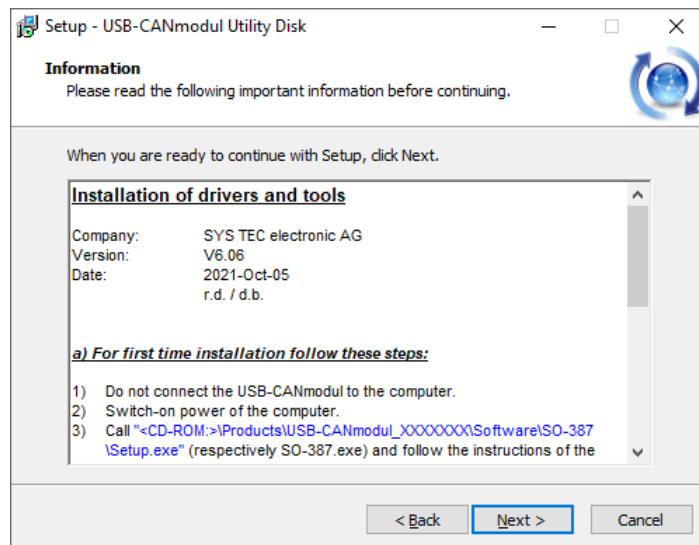 Setup - USB-CANmodul Utility Disk
Information
Please read the following important information before continuing.
When you are ready to continue with Setup, click Next.
Installation of drivers and tools
Company: SYS TEC electronic AG
Version: V6.06
Date: 2021-Oct-05
r.d. / d.b.
a) For first time installation follow these steps:
1) Do not connect the USB-CANmodul to the computer.
2) Switch-on power of the computer.
3) Call "<CD-ROM:>\Products\USB-CANmodul_XXXXXXX\Software\SO-387
\Setup.exe" (respectively SO-387.exe) and follow the instructions of the
< Back Next > Cancel